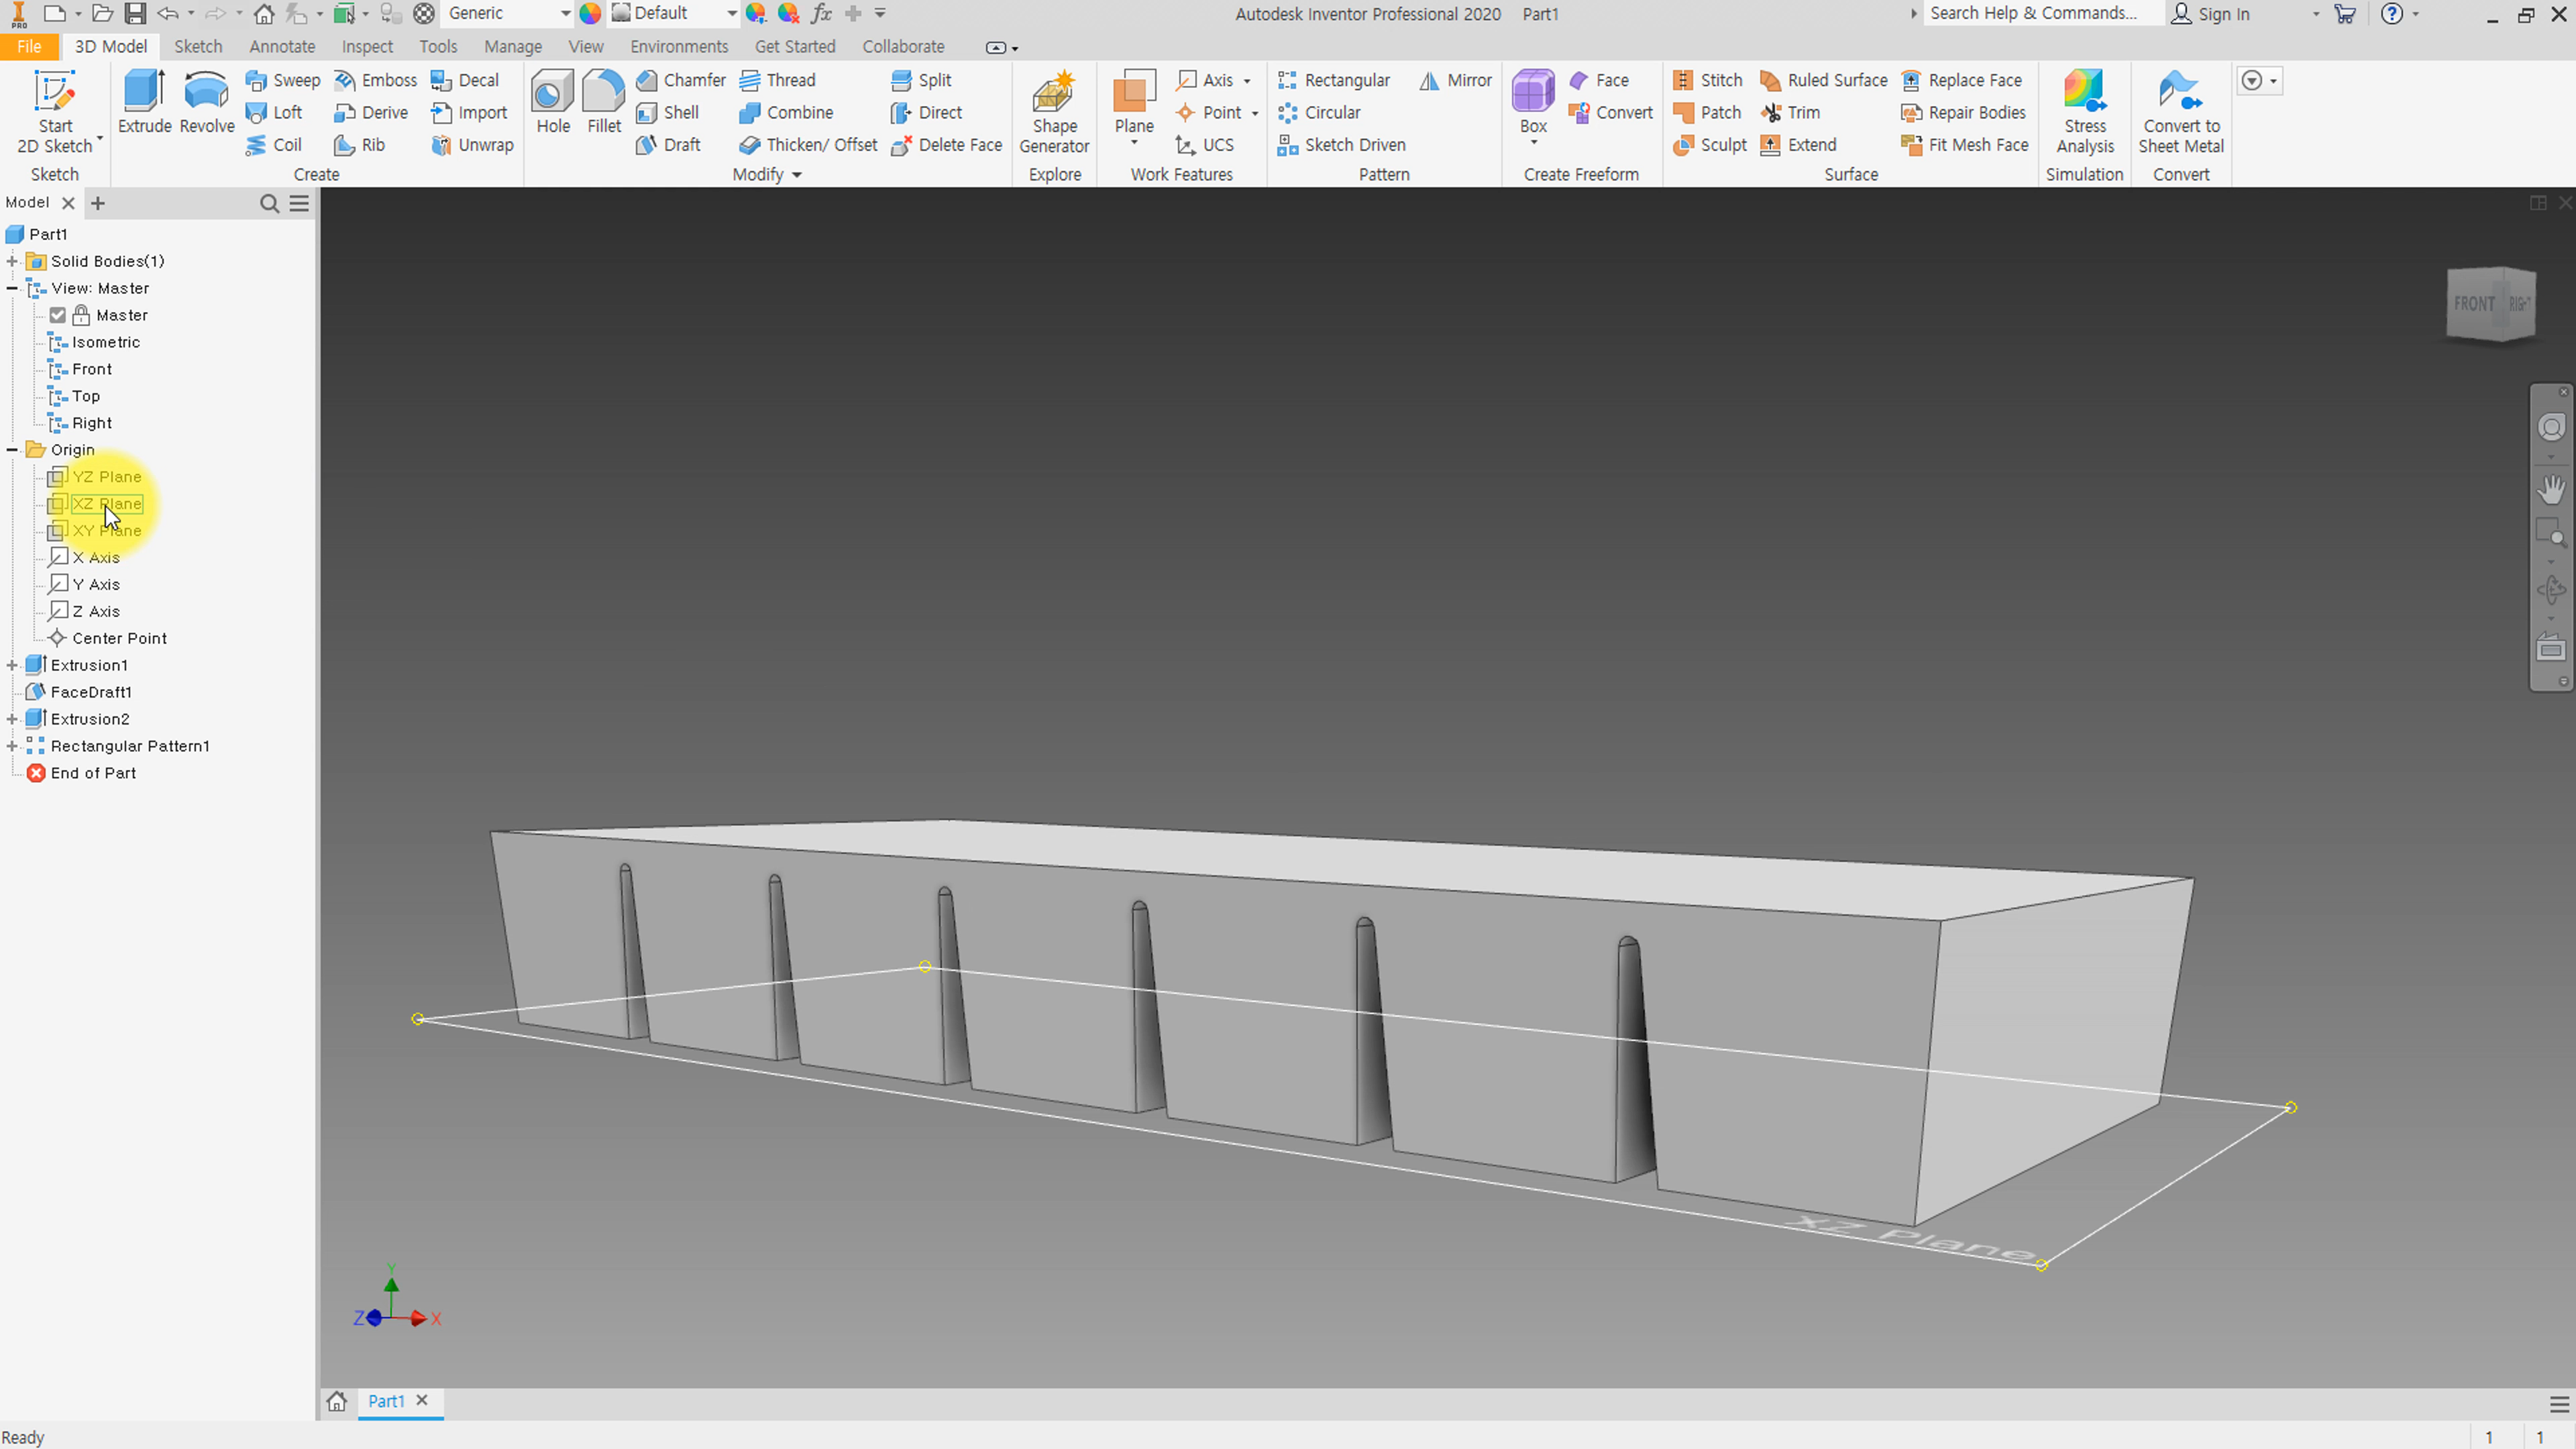 PRO
Generic
Default
fx
Autodesk Inventor Professional 2020 Part1
Search Help & Commands...
Sign In
File
3D Model
Sketch
Annotate
Inspect
Tools
Manage
View
Environments
Get Started
Collaborate
Start
2D Sketch
Sketch
Extrude
Revolve
Sweep
Loft
Coil
Emboss
Derive
Rib
Decal
Import
Unwrap
Create
Hole
Fillet
Chamfer
Shell
Draft
Thread
Combine
Thicken/ Offset
Split
Direct
Delete Face
Modify
Shape
Generator
Explore
Plane
Axis
Point
UCS
Work Features
Rectangular
Circular
Sketch Driven
Mirror
Pattern
Box
Face
Convert
Create Freeform
Stitch
Patch
Sculpt
Ruled Surface
Trim
Extend
Replace Face
Repair Bodies
Fit Mesh Face
Surface
Stress
Analysis
Simulation
Convert to
Sheet Metal
Convert
Model
Part1
Solid Bodies(1)
View: Master
Master
Isometric
Front
Top
Right
Origin
YZ Plane
XZ Plane
XY Plane
X Axis
Y Axis
Z Axis
Center Point
Extrusion1
FaceDraft1
Extrusion2
Rectangular Pattern1
End of Part
FRONT
RIGHT
XZ Plane
Y
Z
X
Part1
Ready
1
1